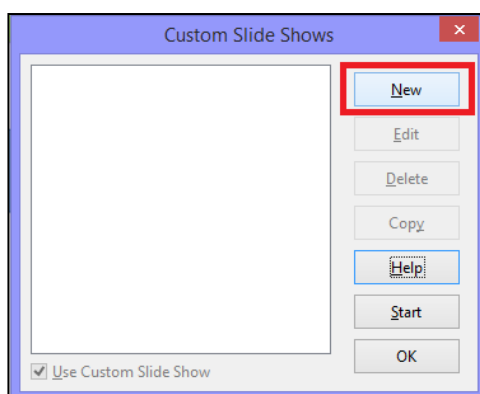 Custom Slide Shows
New
Edit
Delete
Copy
Help
Start
OK
Use Custom Slide Show